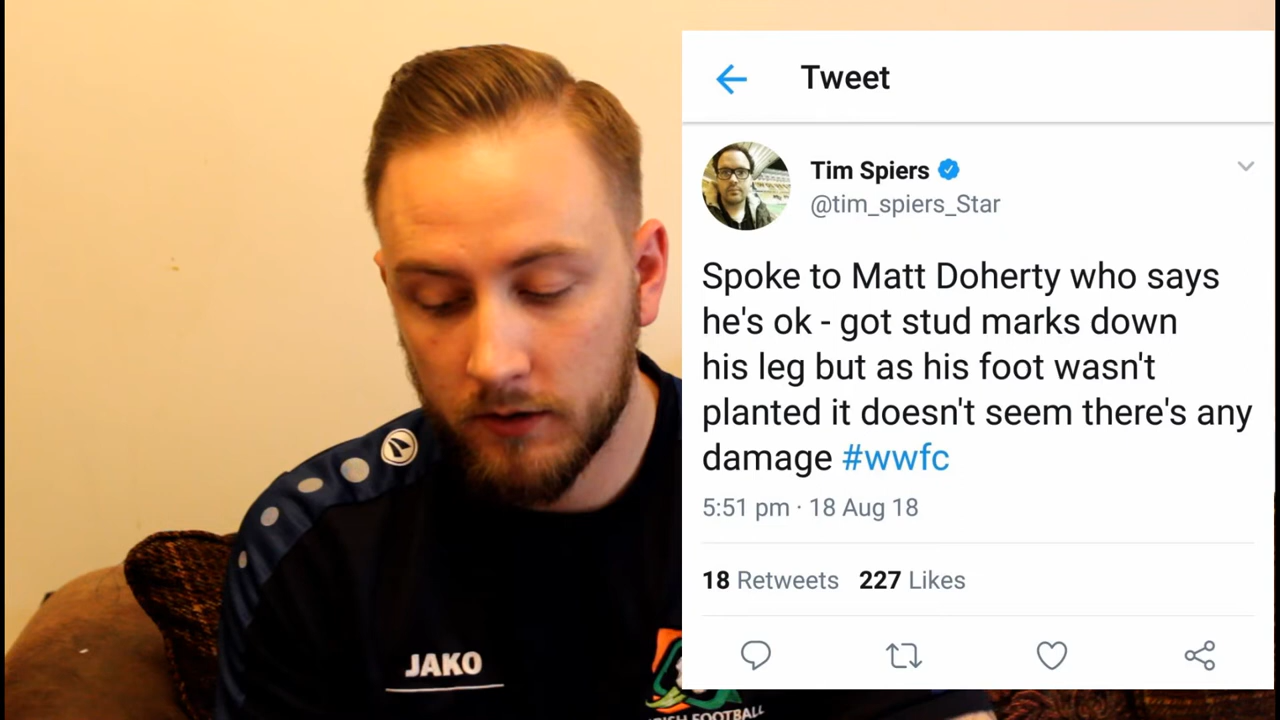 Tweet
Tim Spiers
@tim_spiers_Star
Spoke to Matt Doherty who says
he's ok - got stud marks down
his leg but as his foot wasn't
planted it doesn't seem there's any
damage #wwfc
5:51 pm · 18 Aug 18
18 Retweets 227 Likes
JAKO
FOOTBALL